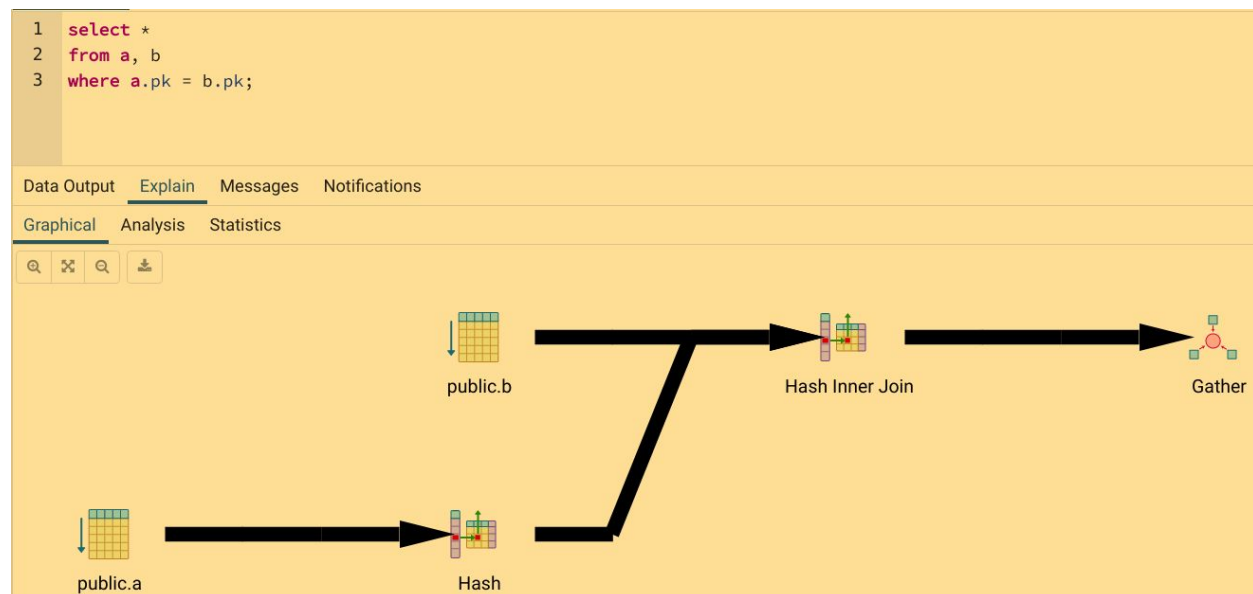 1 select *
2 from a, b
3 where a.pk = b.pk;
Data Output Explain Messages Notifications
Graphical Analysis Statistics
public.b Hash Inner Join Gather
public.a Hash